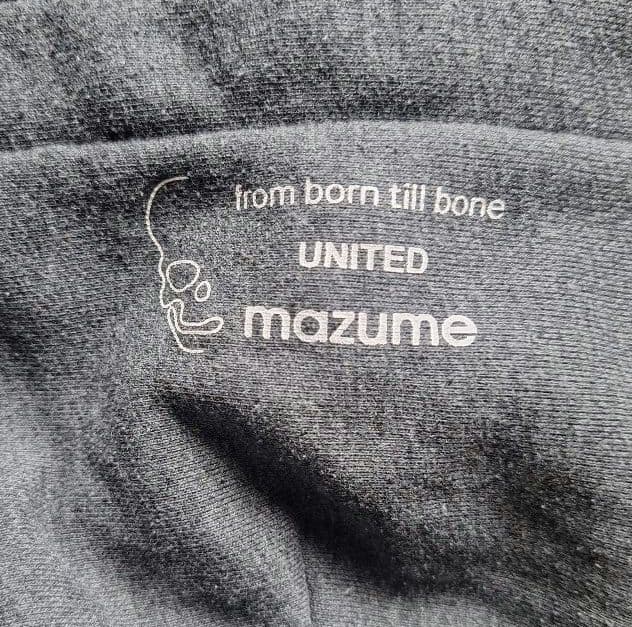 from born till bone
UNITED
mazume